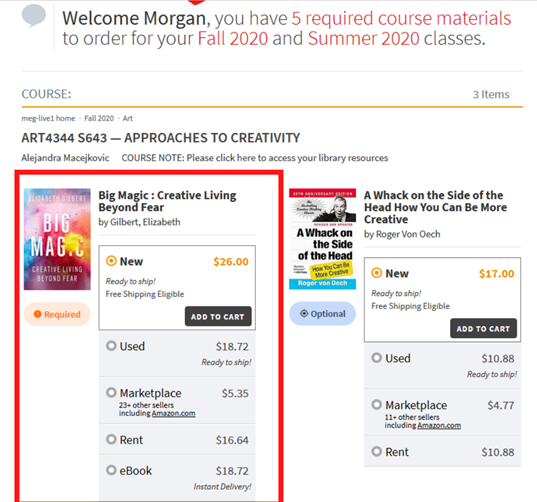 Welcome Morgan, you have 5 required course materials
to order for your Fall 2020 and Summer 2020 classes.
COURSE:
3 Items
meg-live1 home · Fall 2020 · Art
ART4344 S643 — APPROACHES TO CREATIVITY
Alejandra Macejkovic COURSE NOTE: Please click here to access your library resources
ELIZABETH GILBERT
BIG
MAGIC
CREATIVE LIVING
BEYOND FEAR
Required
Big Magic : Creative Living
Beyond Fear
by Gilbert, Elizabeth
New $26.00
Ready to ship!
Free Shipping Eligible
ADD TO CART
Used $18.72
Ready to ship!
Marketplace $5.35
23+ other sellers
including Amazon.com
Rent $16.64
eBook $18.72
Instant Delivery!
A Whack on
the Side of
the Head
How You Can Be
More Creative
Roger von Oech
Optional
A Whack on the Side of the
Head How You Can Be More
Creative
by Roger Von Oech
New $17.00
Ready to ship!
Free Shipping Eligible
ADD TO CART
Used $10.88
Ready to ship!
Marketplace $4.77
11+ other sellers
including Amazon.com
Rent $10.88